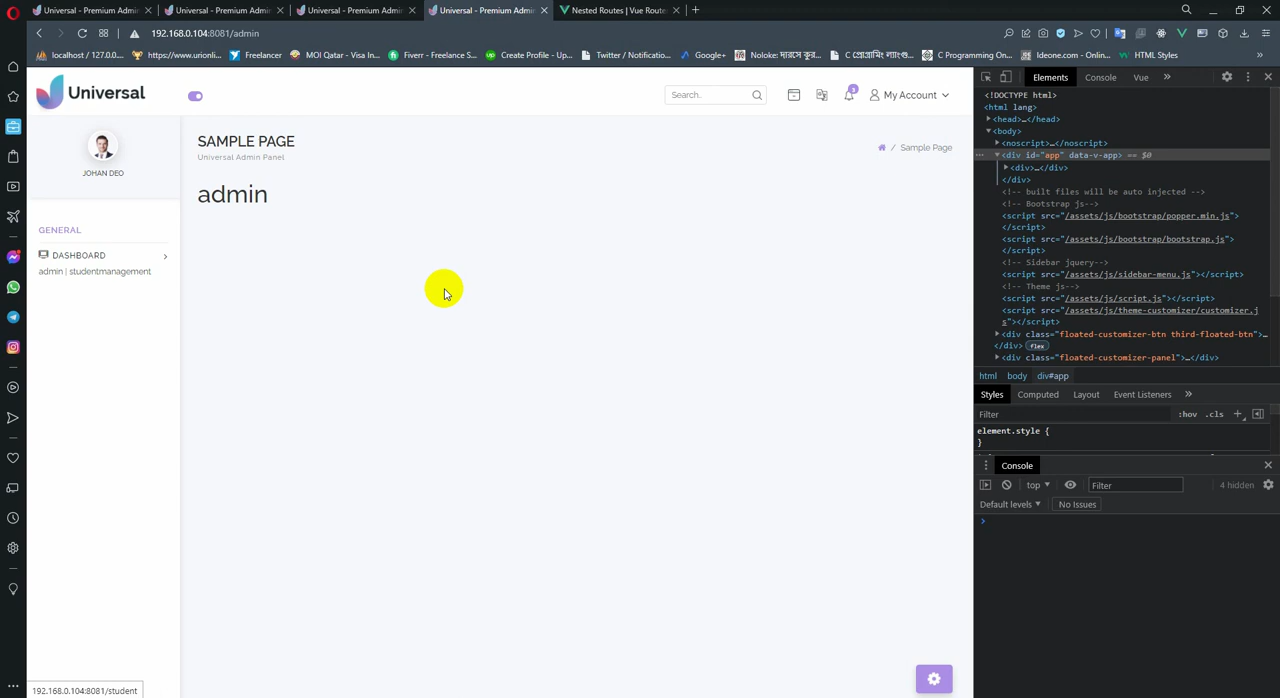 Universal - Premium Admi
Universal - Premium Admi
Universal - Premium Admi
Universal - Premium Admi
Nested Routes | Vue Route
192.168.0.104:8081/admin
localhost / 127.0.0....
https://www.urionli...
Freelancer
MOI Qatar - Visa In...
Fiverr - Freelance S...
Create Profile - Up...
Twitter / Notificatio...
Google+
Noloke: দারসে কুর...
C প্রোগ্রামিং ল্যাংগু...
C Programming On...
Ideone.com - Onlin...
HTML Styles
Universal
Search..
3
My Account
JOHAN DEO
GENERAL
DASHBOARD
admin | studentmanagement
SAMPLE PAGE
Universal Admin Panel
/ Sample Page
admin
192.168.0.104:8081/student
Elements
Console
Vue
<!DOCTYPE html>
<html lang>
<head>…</head>
<body>
<noscript>…</noscript>
<div id="app" data-v-app> == $0
<div>…</div>
</div>
<!-- built files will be auto injected -->
<!-- Bootstrap js-->
<script src="/assets/js/bootstrap/popper.min.js">
</script>
<script src="/assets/js/bootstrap/bootstrap.js">
</script>
<!-- Sidebar jquery-->
<script src="/assets/js/sidebar-menu.js"></script>
<!-- Theme js-->
<script src="/assets/js/script.js"></script>
<script src="/assets/js/theme-customizer/customizer.j
s"></script>
<div class="floated-customizer-btn third-floated-btn">…
</div> flex
<div class="floated-customizer-panel">…</div>
html body div#app
Styles
Computed
Layout
Event Listeners
Filter
:hov .cls
element.style {
}
Console
top
Filter
4 hidden
Default levels
No Issues